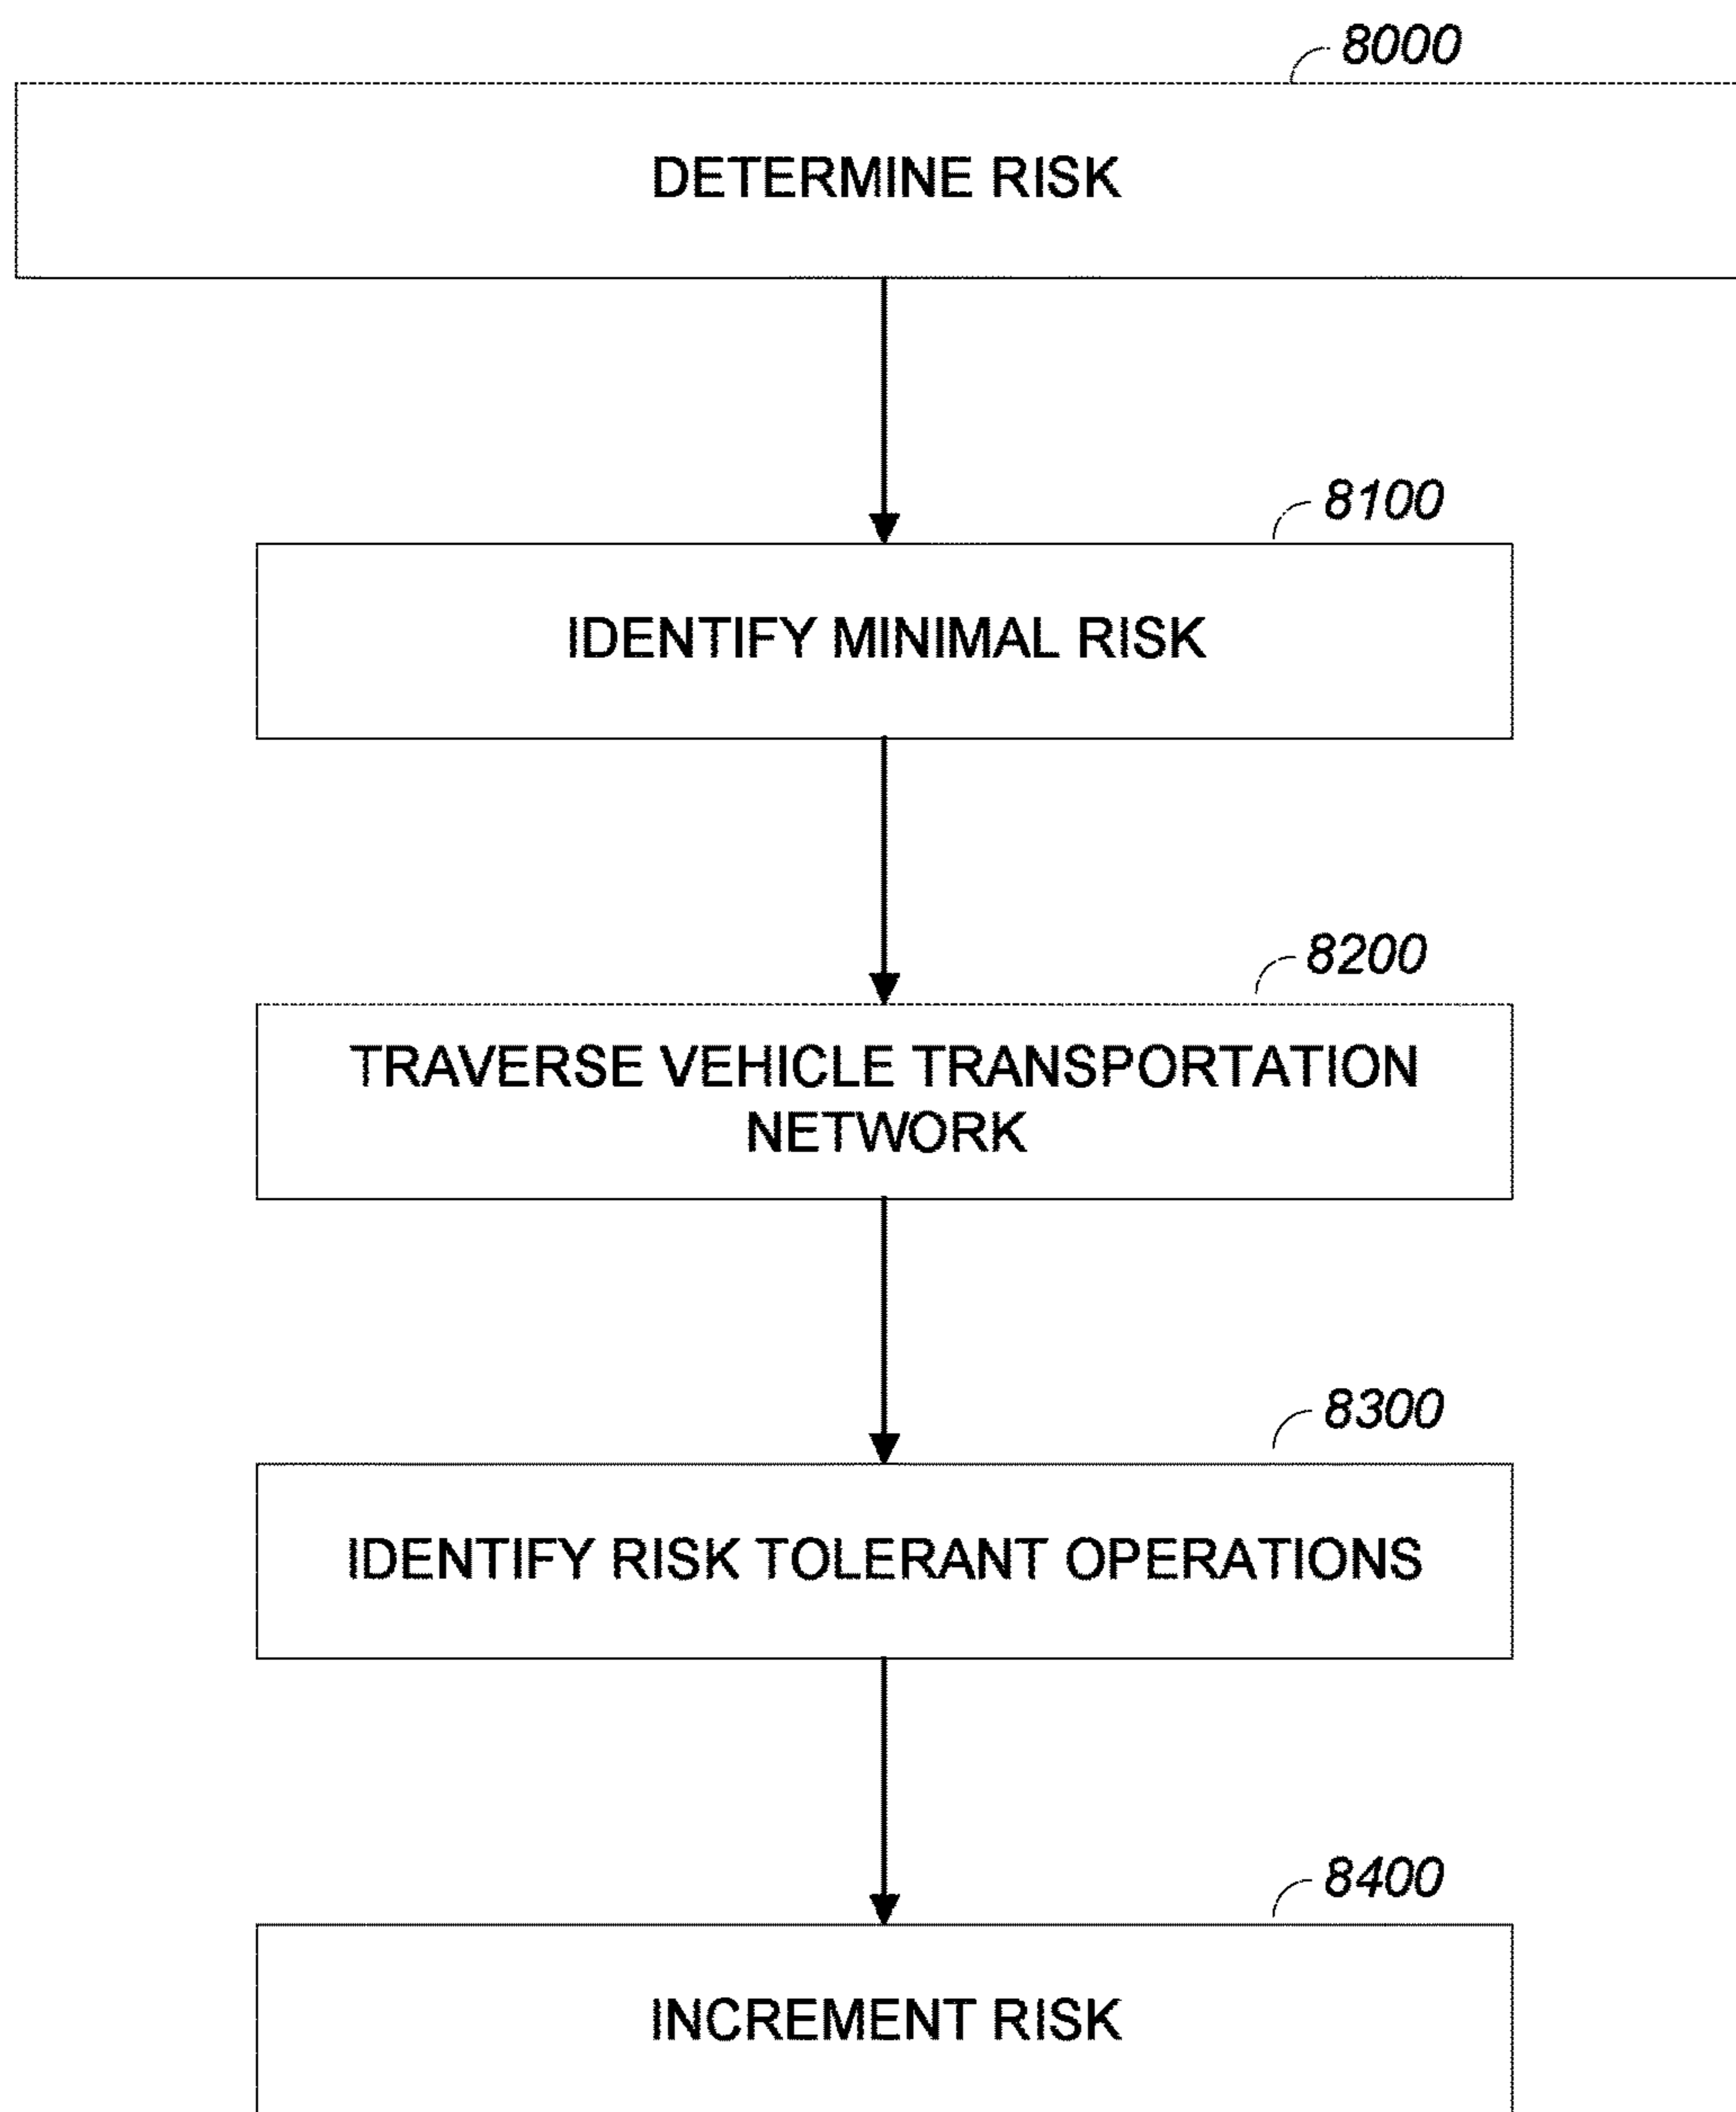 8000
DETERMINE RISK
8100
IDENTIFY MINIMAL RISK
8200
TRAVERSE VEHICLE TRANSPORTATION
NETWORK
8300
IDENTIFY RISK TOLERANT OPERATIONS
8400
INCREMENT RISK